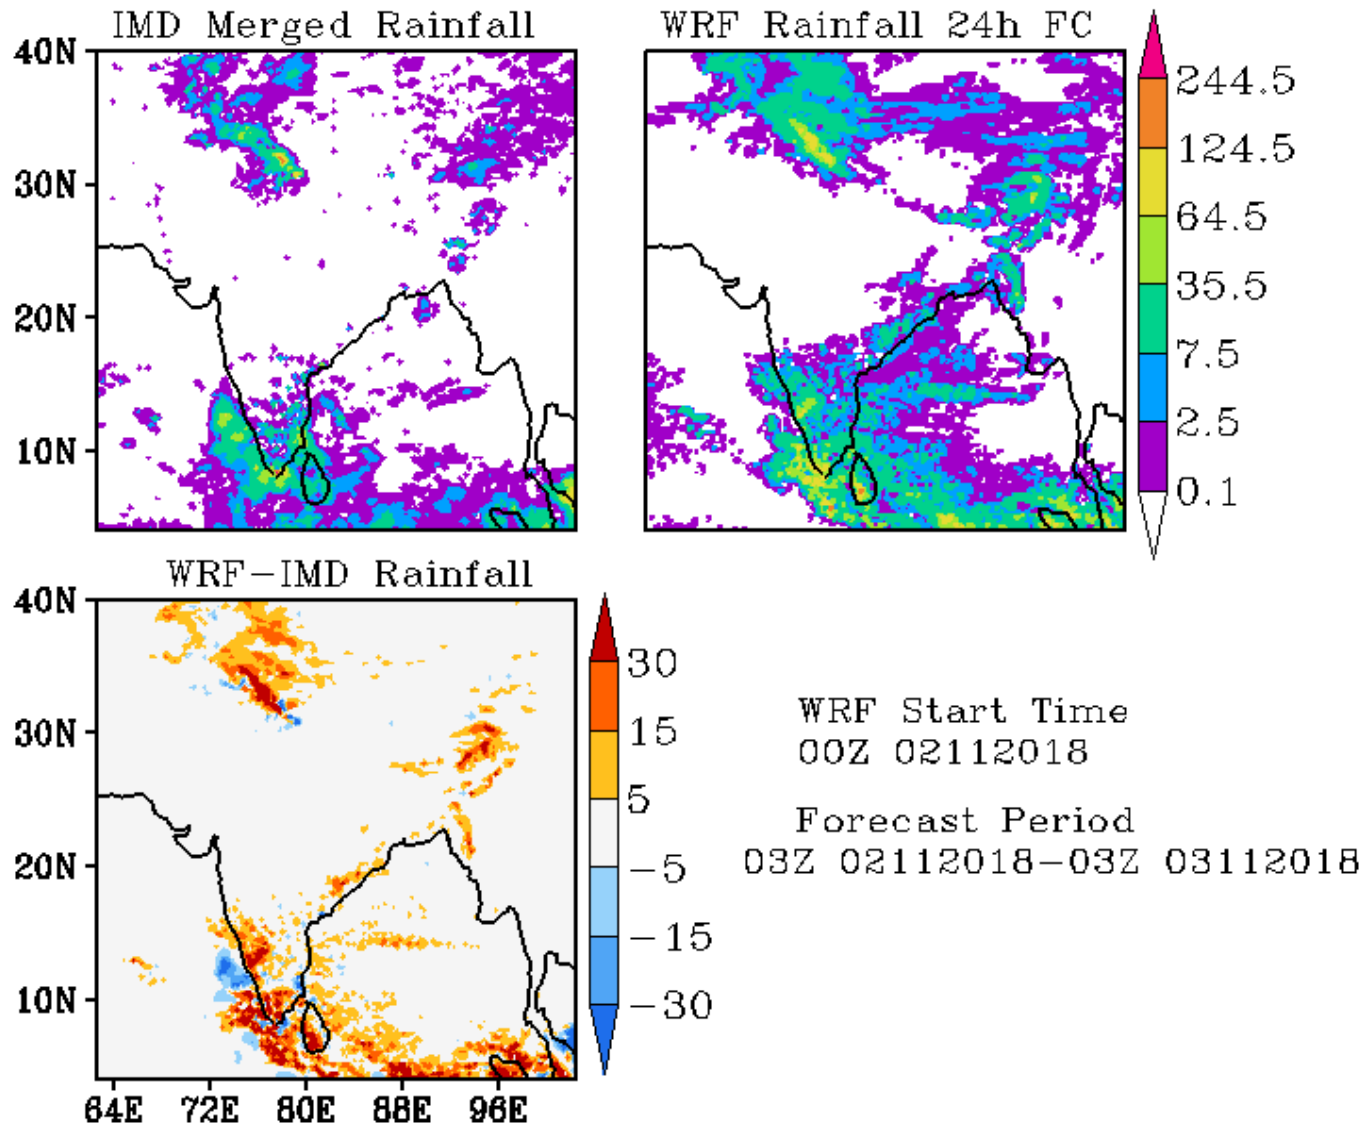 IMD Merged Rainfall
WRF Rainfall 24h FC
40N
30N
20N
10N
244.5
124.5
64.5
35.5
7.5
2.5
0.1
WRF-IMD Rainfall
40N
30N
20N
10N
64E 72E 80E 88E 96E
30
15
5
-5
-15
-30
WRF Start Time
00Z 02112018
Forecast Period
03Z 02112018-03Z 03112018